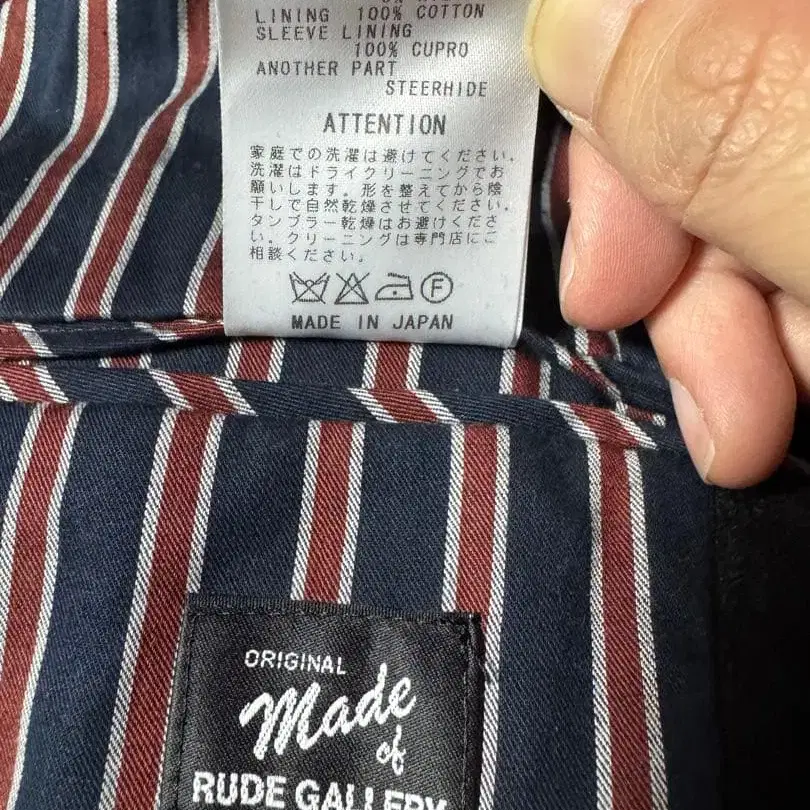 LINING 100% COTTON
SLEEVE LINING
100% CUPRO
ANOTHER PART
STEERHIDE
ATTENTION
家庭での洗濯は避けてください。
洗濯はドライクリーニングでお
願いします。形を整えてから陰
干しで自然乾燥させてください。
タンブラー乾燥はお避けくださ
い。クリーニングは専門店にご
相談ください。
F
MADE IN JAPAN
ORIGINAL
Made
of
RUDE GALLERY